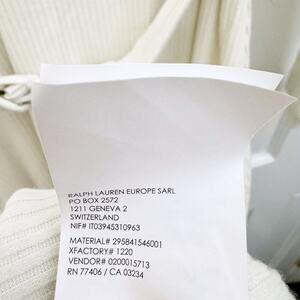 RALPH LAUREN EUROPE SARL
PO BOX 2572
1211 GENEVA 2
SWITZERLAND
NIF# IT03945310963
MATERIAL# 295841546001
XFACTORY# 1220
VENDOR# 0200015713
RN 77406 / CA 03234